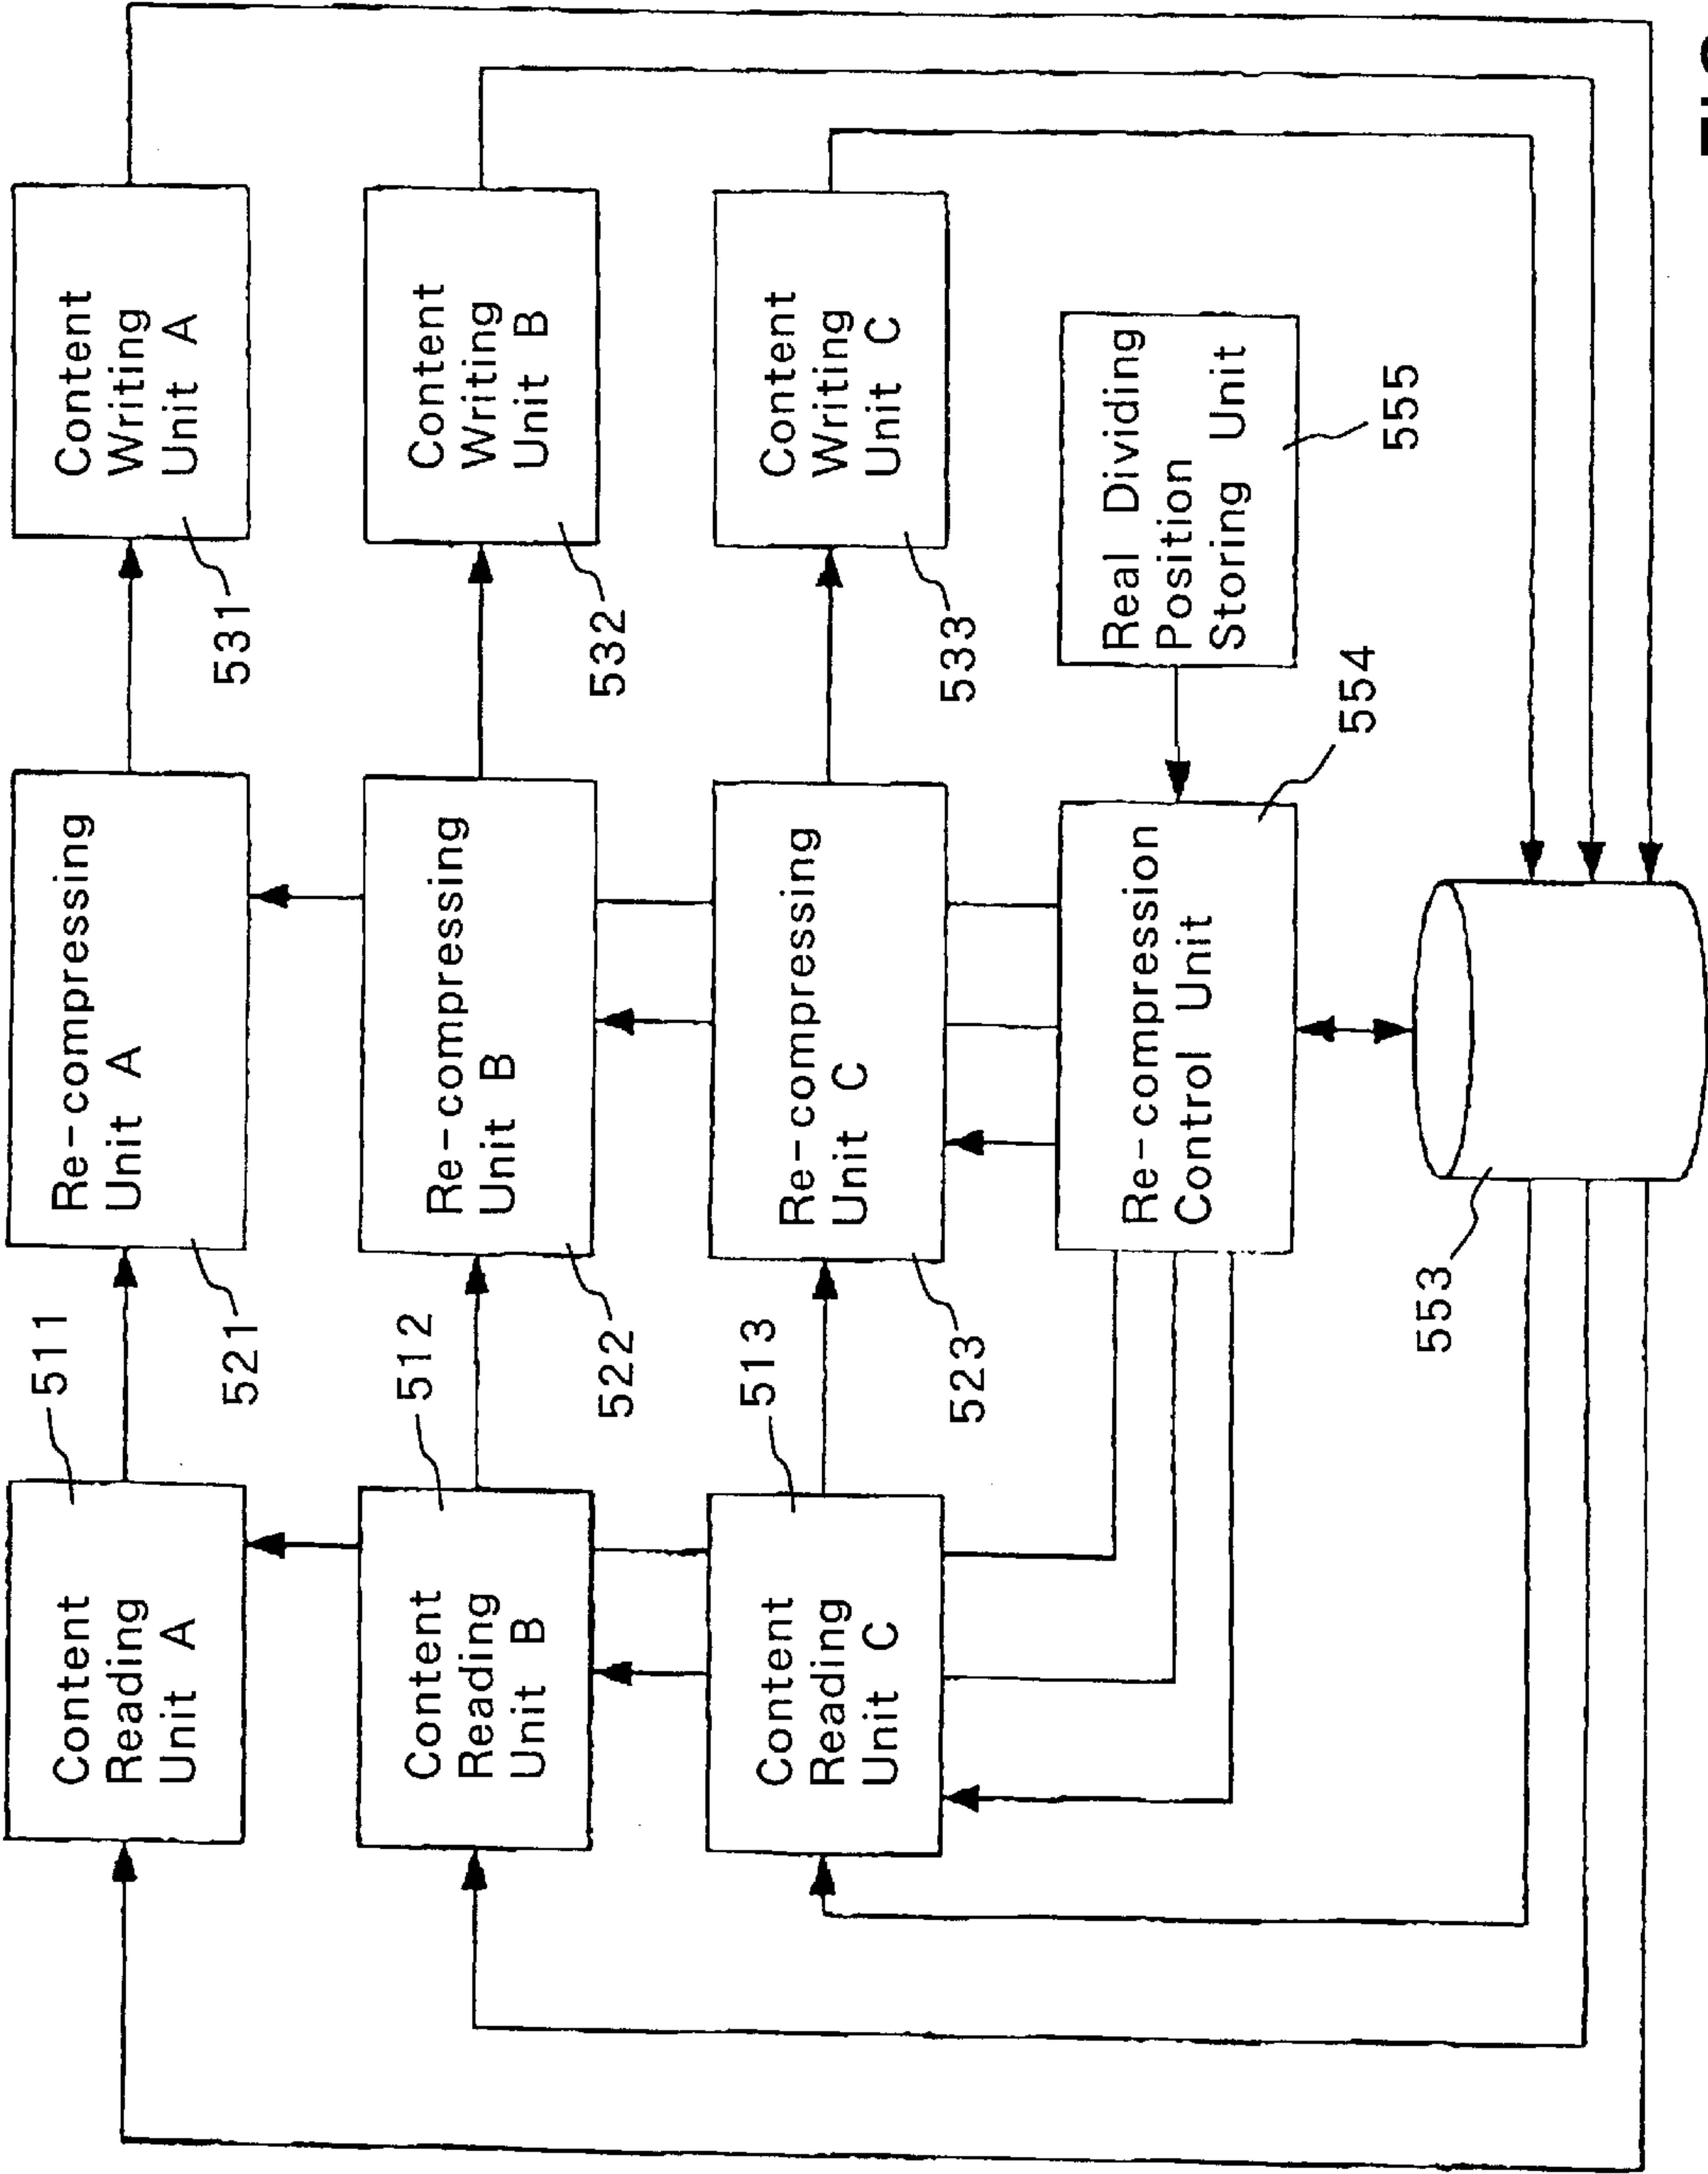 511
Content
Reading
Unit A
521
Re-compressing
Unit A
531
Content
Writing
Unit A
512
Content
Reading
Unit B
522
Re-compressing
Unit B
532
Content
Writing
Unit B
513
Content
Reading
Unit C
523
Re-compressing
Unit C
533
Content
Writing
Unit C
Re-compression
Control Unit
554
Real Dividing
Position
Storing Unit
555
553